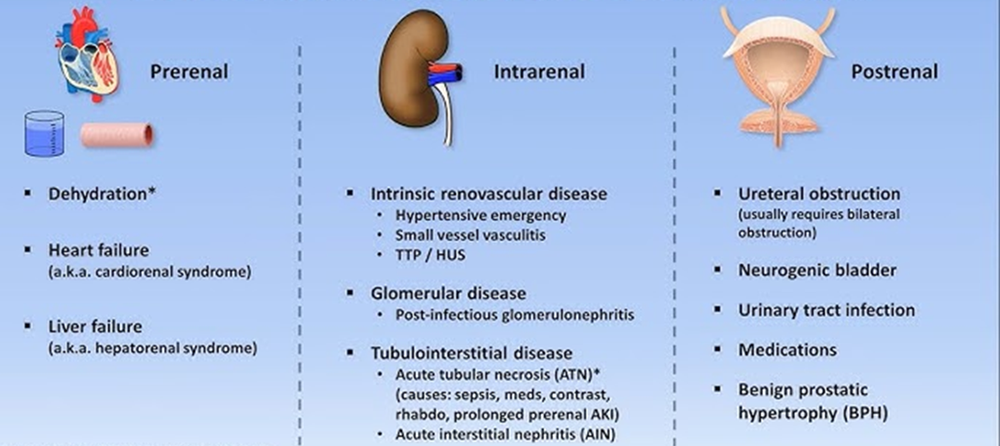 Prerenal
Dehydration*
Heart failure
(a.k.a. cardiorenal syndrome)
Liver failure
(a.k.a. hepatorenal syndrome)
Intrarenal
Intrinsic renovascular disease
Hypertensive emergency
Small vessel vasculitis
TTP / HUS
Glomerular disease
Post-infectious glomerulonephritis
Tubulointerstitial disease
Acute tubular necrosis (ATN)*
(causes: sepsis, meds, contrast,
rhabdo, prolonged prerenal AKI)
Acute interstitial nephritis (AIN)
Postrenal
Ureteral obstruction
(usually requires bilateral
obstruction)
Neurogenic bladder
Urinary tract infection
Medications
Benign prostatic
hypertrophy (BPH)